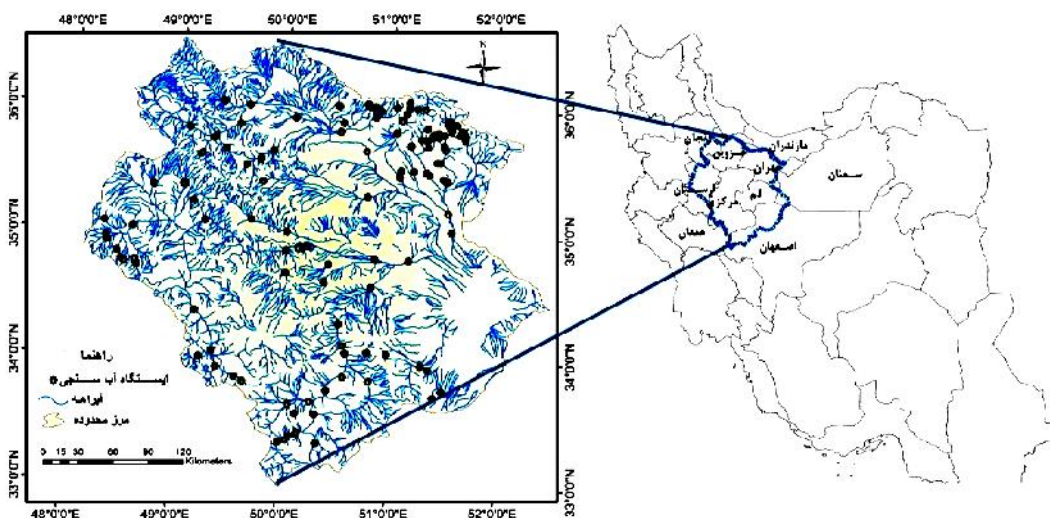 48°0'0"E 49°0'0"E 50°0'0"E 51°0'0"E 52°0'0"E
N
36°0'0"N
35°0'0"N
34°0'0"N
33°0'0"N
36°0'0"N
35°0'0"N
34°0'0"N
33°0'0"N
راهنما
ایستگاه آب سنجی
آبراهه
مرز محدوده
0 15 30 60 90 120
Kilometers
48°0'0"E 49°0'0"E 50°0'0"E 51°0'0"E 52°0'0"E
زنجان
قزوین
مازندران
تهران
سمنان
قم
مرکزی
همدان
اصفهان